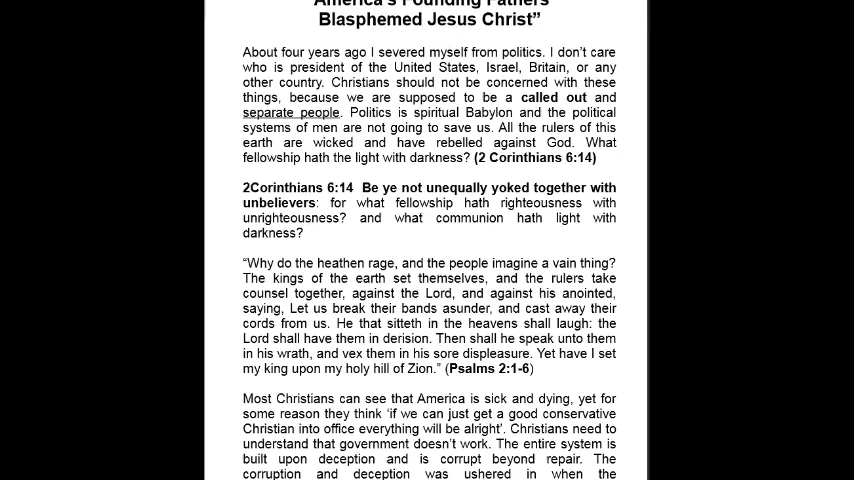 America's Founding Fathers
Blasphemed Jesus Christ”
About four years ago I severed myself from politics. I don’t care
who is president of the United States, Israel, Britain, or any
other country. Christians should not be concerned with these
things, because we are supposed to be a called out and
separate people. Politics is spiritual Babylon and the political
systems of men are not going to save us. All the rulers of this
earth are wicked and have rebelled against God. What
fellowship hath the light with darkness? (2 Corinthians 6:14)
2Corinthians 6:14 Be ye not unequally yoked together with
unbelievers: for what fellowship hath righteousness with
unrighteousness? and what communion hath light with
darkness?
“Why do the heathen rage, and the people imagine a vain thing?
The kings of the earth set themselves, and the rulers take
counsel together, against the Lord, and against his anointed,
saying, Let us break their bands asunder, and cast away their
cords from us. He that sitteth in the heavens shall laugh: the
Lord shall have them in derision. Then shall he speak unto them
in his wrath, and vex them in his sore displeasure. Yet have I set
my king upon my holy hill of Zion.” (Psalms 2:1-6)
Most Christians can see that America is sick and dying, yet for
some reason they think ‘if we can just get a good conservative
Christian into office everything will be alright’. Christians need to
understand that government doesn’t work. The entire system is
built upon deception and is corrupt beyond repair. The
corruption and deception was ushered in when the